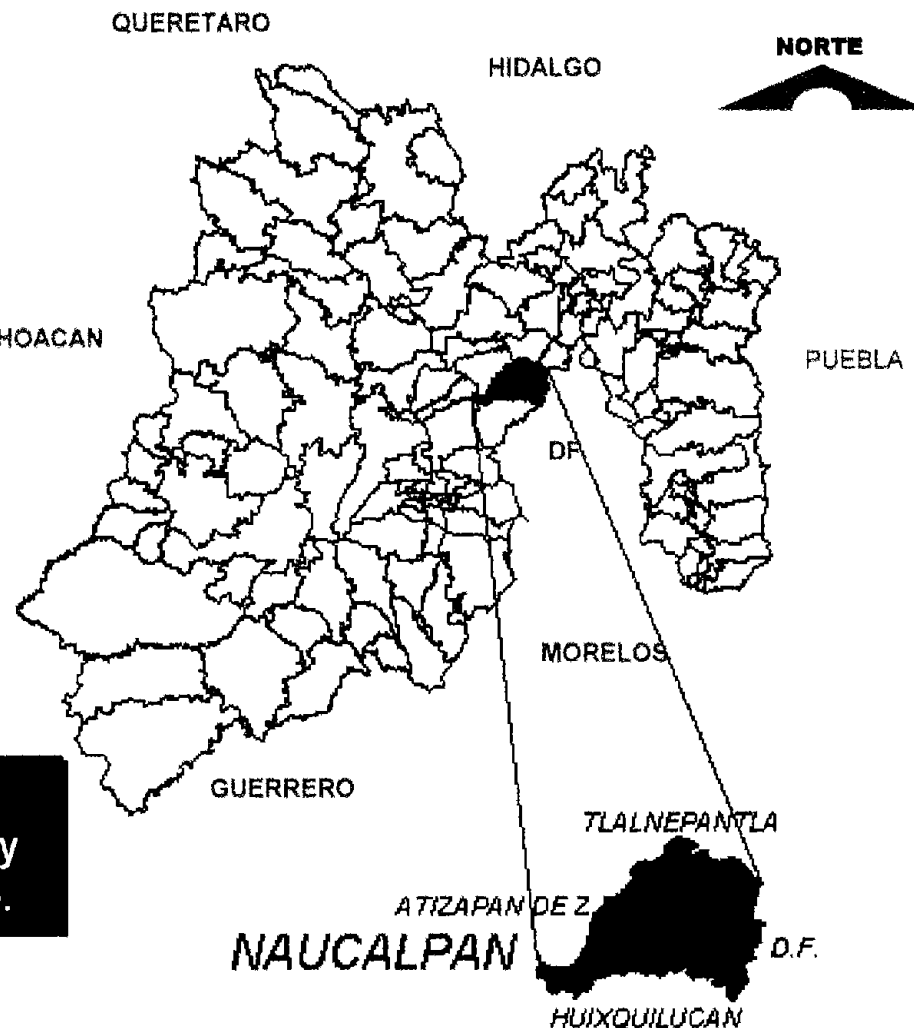 QUERETARO
HIDALGO
NORTE
HOACAN
PUEBLA
DF
MORELOS
GUERRERO
y
.
TLALNEPANTLA
ATIZAPAN DE Z
NAUCALPAN
D.F.
HUIXQUILUCAN